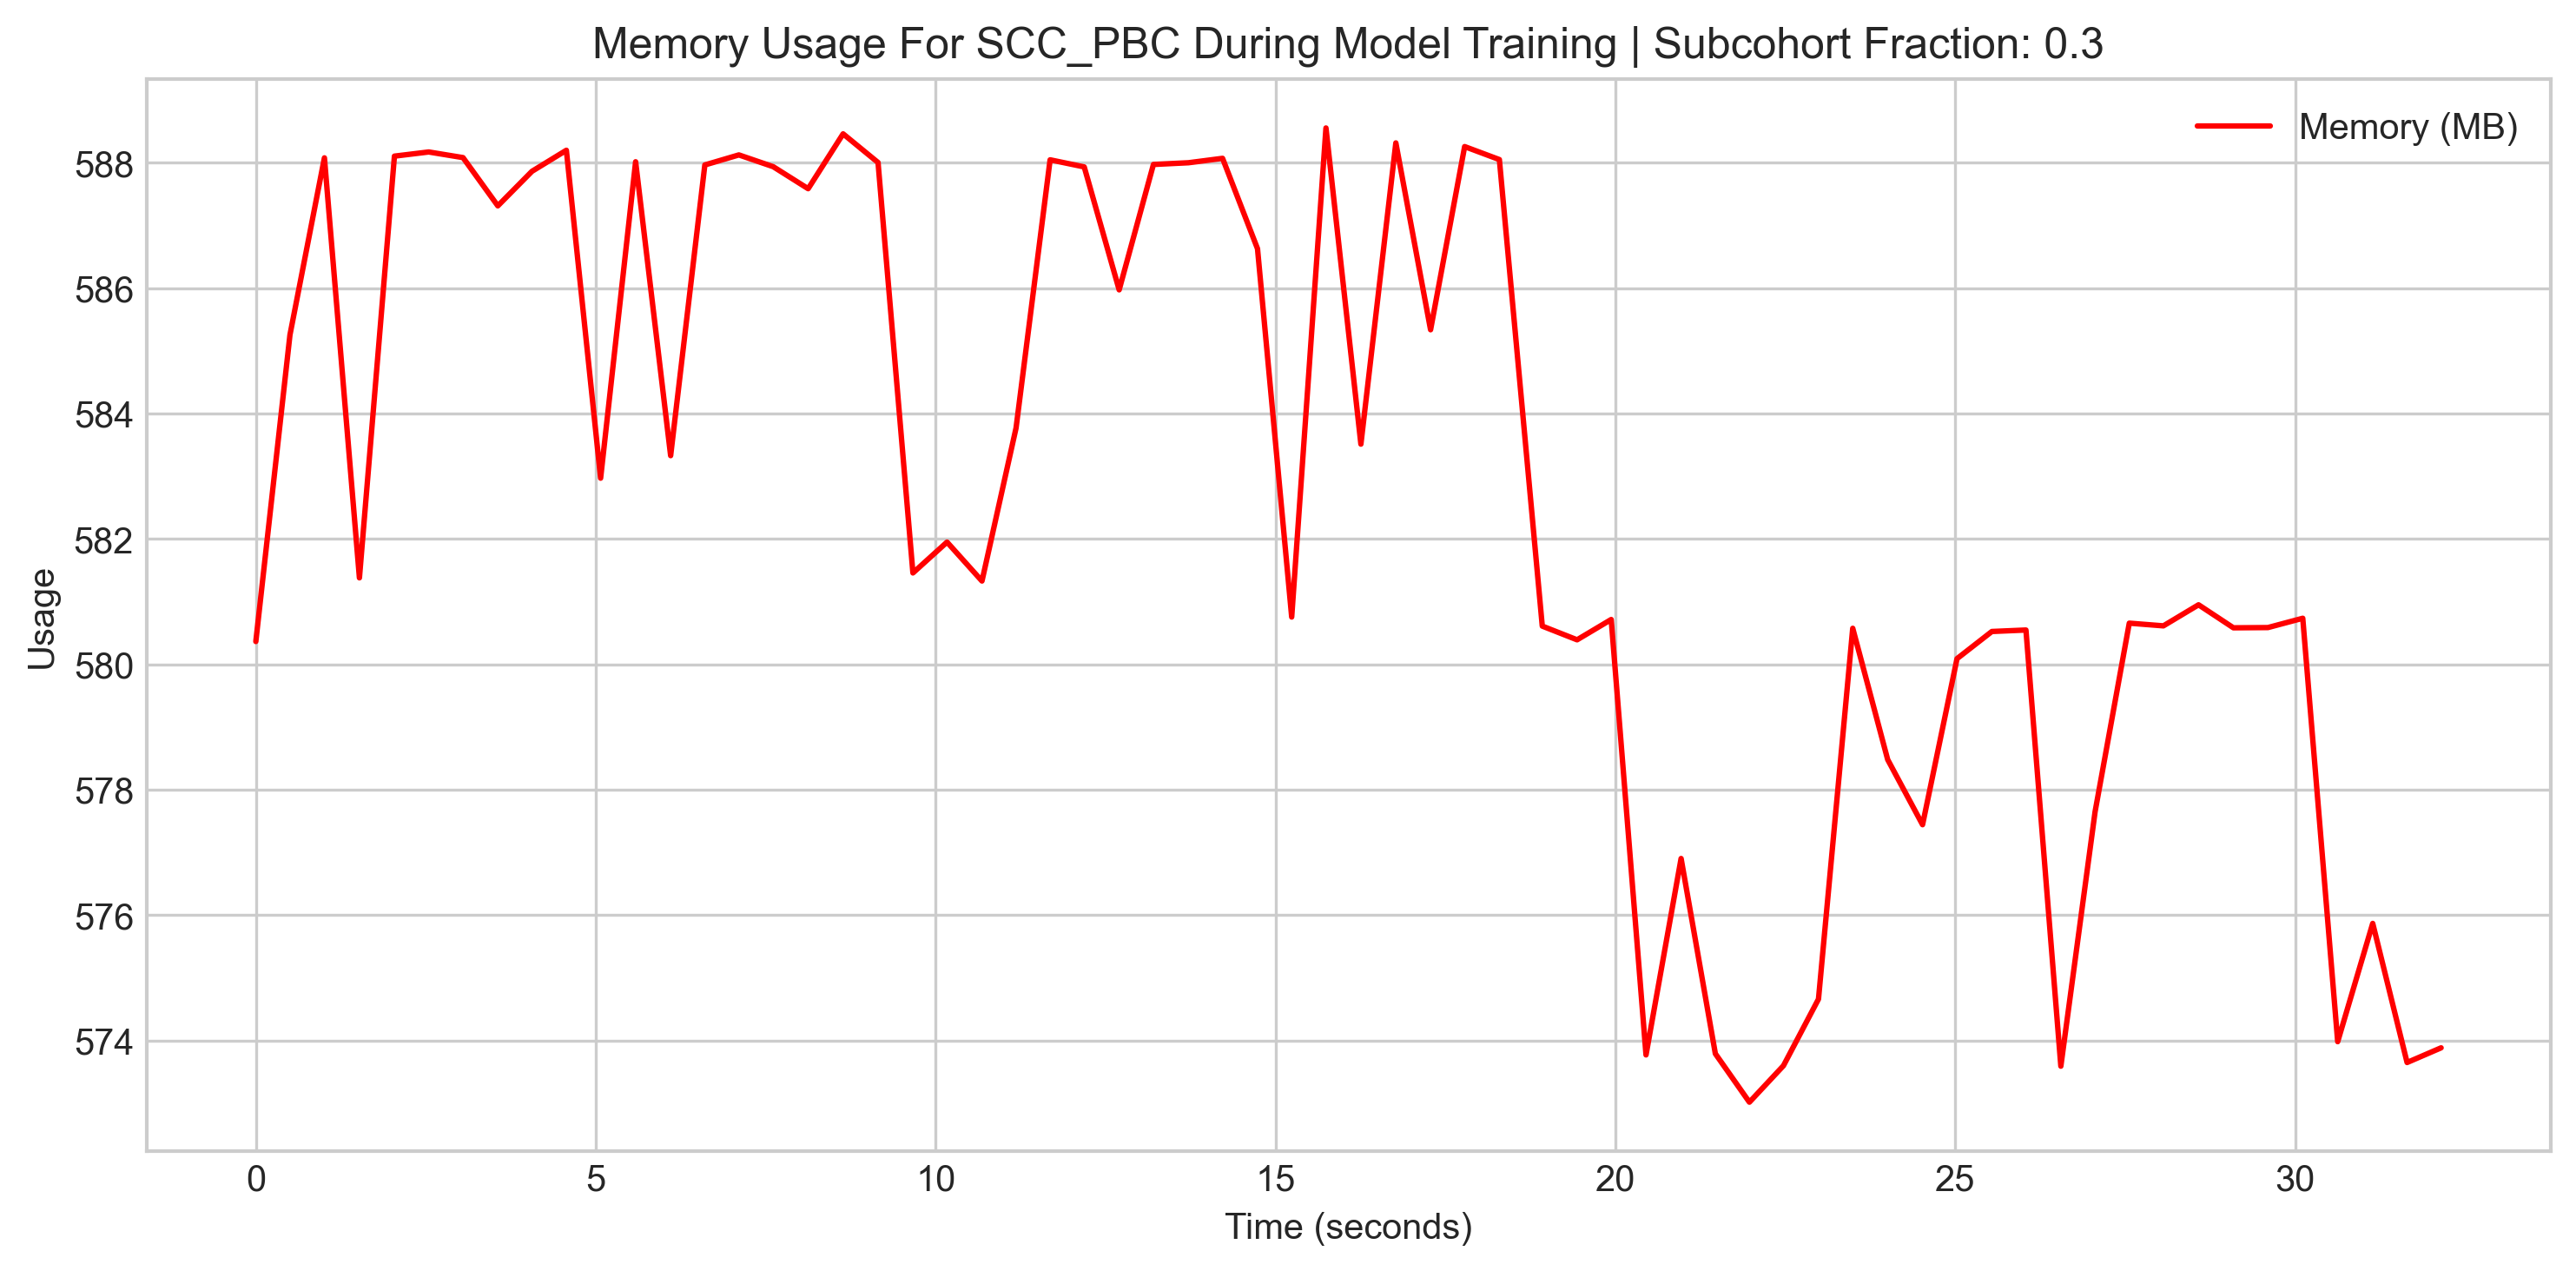 Memory Usage For SCC_PBC During Model Training | Subcohort Fraction: 0.3
Memory (MB)
588
586
584
582
580
578
576
574
Usage
0 5 10 15 20 25 30
Time (seconds)